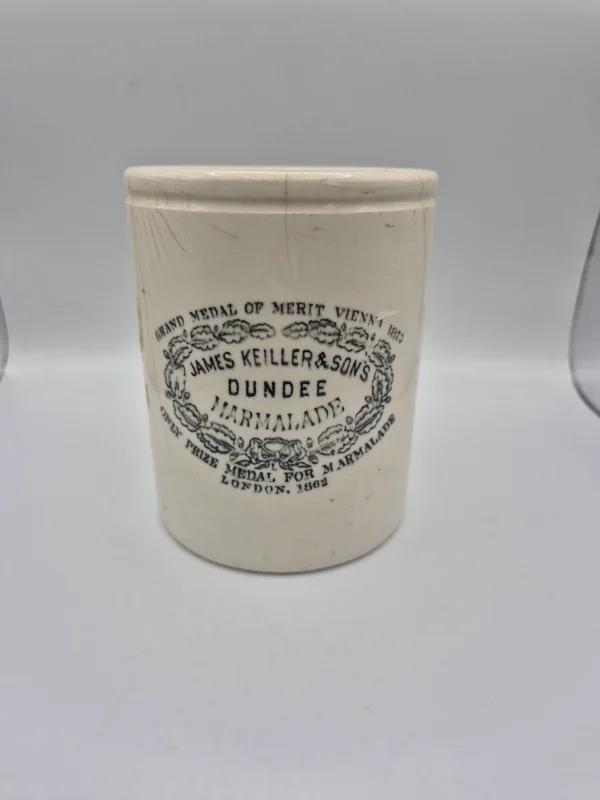 GRAND MEDAL OF MERIT VIENNA 1873
JAMES KEILLER & SON'S
DUNDEE
MARMALADE
ONLY PRIZE MEDAL FOR MARMALADE
LONDON. 1862